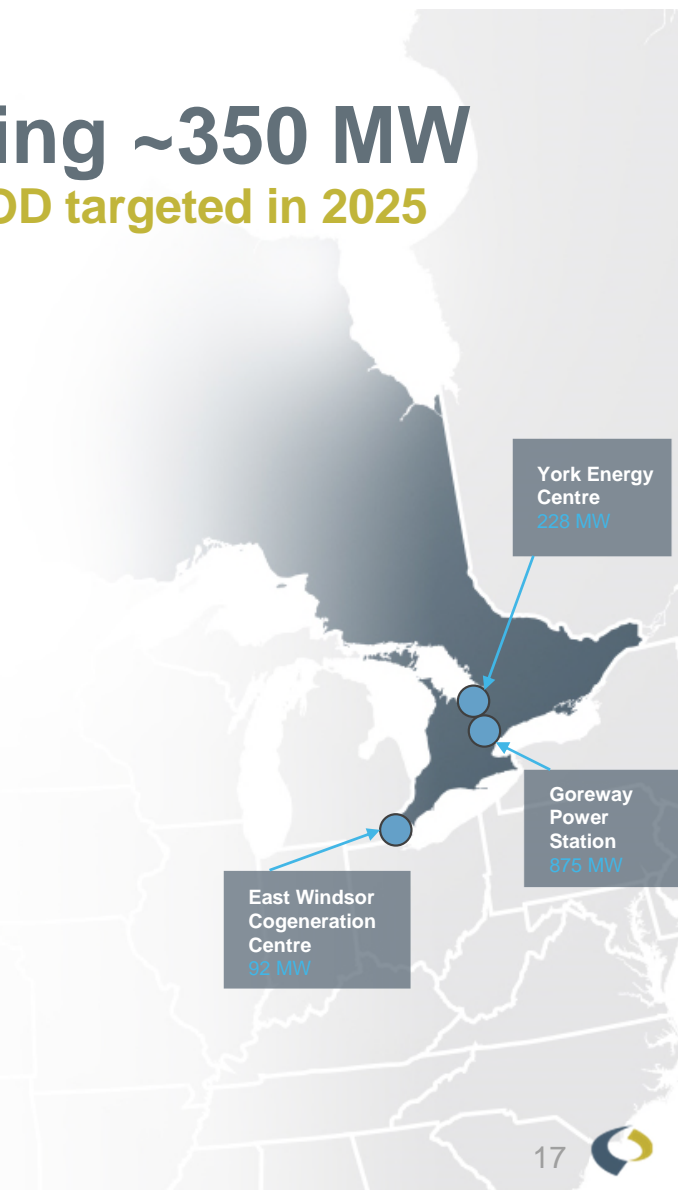 ing ~350 MW
OD targeted in 2025
York Energy
Centre
228 MW
Goreway
Power
Station
875 MW
East Windsor
Cogeneration
Centre
92 MW
17